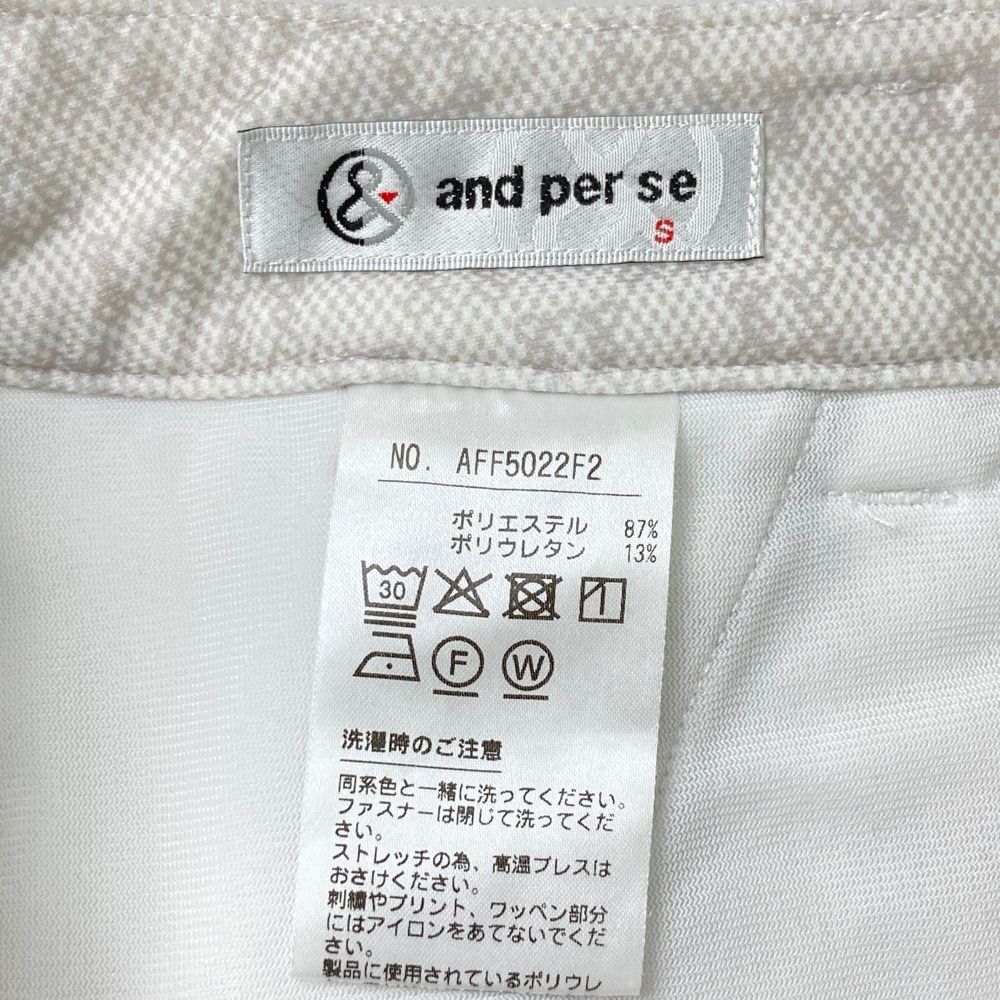 and per se
S
NO. AFF5022F2
ポリエステル 87%
ポリウレタン 13%
30
F W
洗濯時のご注意
同系色と一緒に洗ってください。
ファスナーは閉じて洗ってくだ
さい。
ストレッチの為、高温プレスは
おさけください。
刺繍やプリント、ワッペン部分
にはアイロンをあてないでくだ
さい。
製品に使用されているポリウレ